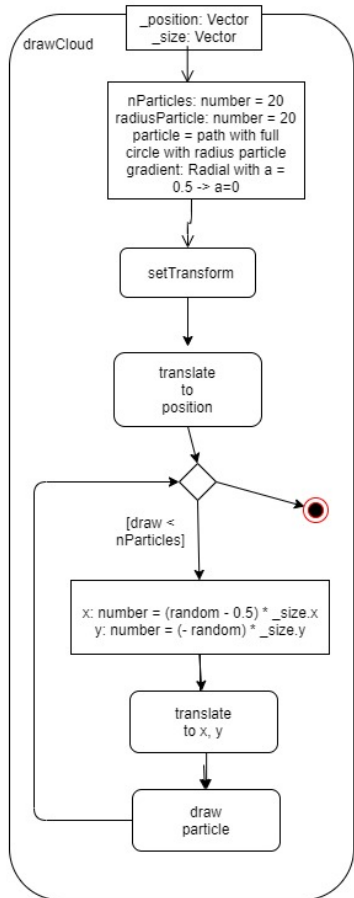 _position: Vector
_size: Vector
drawCloud
nParticles: number = 20
radiusParticle: number = 20
particle = path with full
circle with radius particle
gradient: Radial with a =
0.5 -> a=0
setTransform
translate
to
position
[draw <
nParticles]
x: number = (random - 0.5) * _size.x
y: number = (- random) * _size.y
translate
to x, y
draw
particle